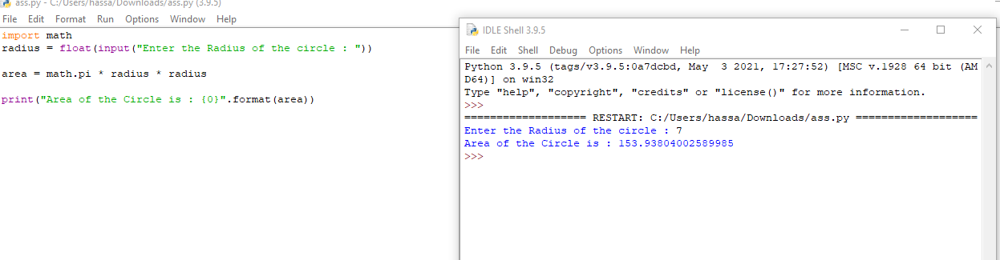 ass.py - C:/Users/hassa/Downloads/ass.py (3.9.5)
File Edit Format Run Options Window Help
import math
radius = float(input("Enter the Radius of the circle : "))
area = math.pi * radius * radius
print("Area of the Circle is : {0}".format(area))
IDLE Shell 3.9.5
File Edit Shell Debug Options Window Help
Python 3.9.5 (tags/v3.9.5:0a7dcbd, May  3 2021, 17:27:52) [MSC v.1928 64 bit (AM
D64)] on win32
Type "help", "copyright", "credits" or "license()" for more information.
>>>
=================== RESTART: C:/Users/hassa/Downloads/ass.py ===================
Enter the Radius of the circle : 7
Area of the Circle is : 153.93804002589985
>>>